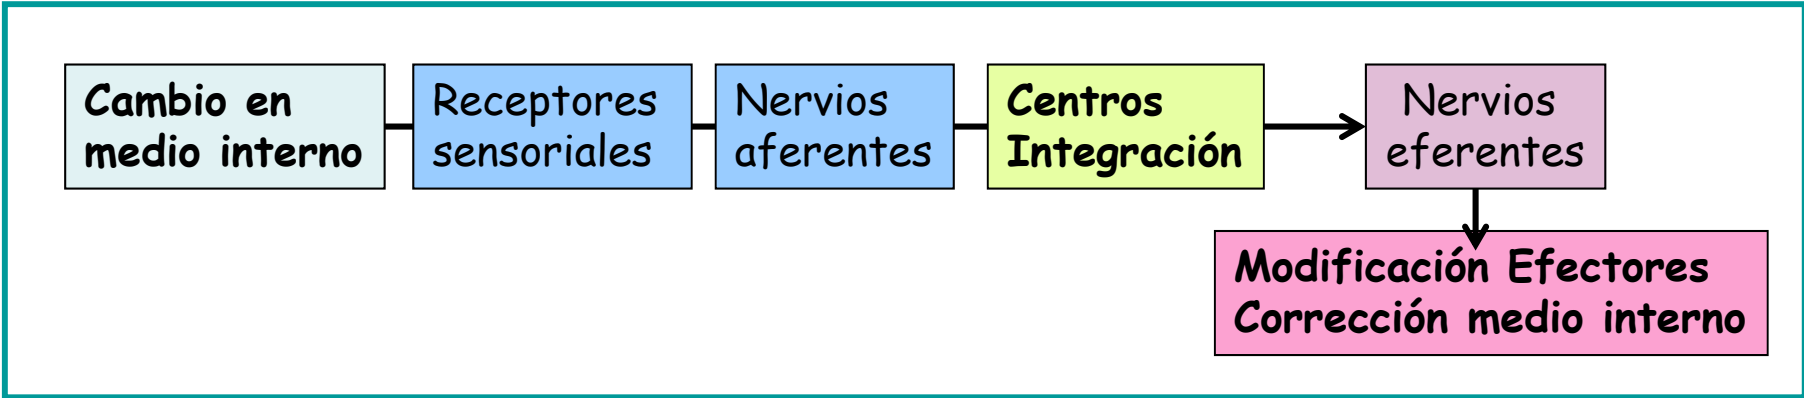 Cambio en
medio interno
Receptores
sensoriales
Nervios
aferentes
Centros
Integración
Nervios
eferentes
Modificación Efectores
Corrección medio interno